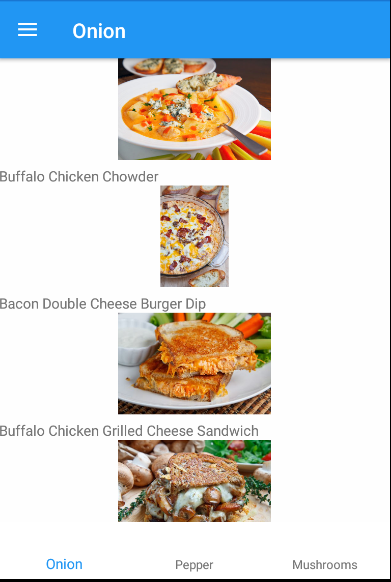 Onion
Buffalo Chicken Chowder
Bacon Double Cheese Burger Dip
Buffalo Chicken Grilled Cheese Sandwich
Onion
Pepper
Mushrooms